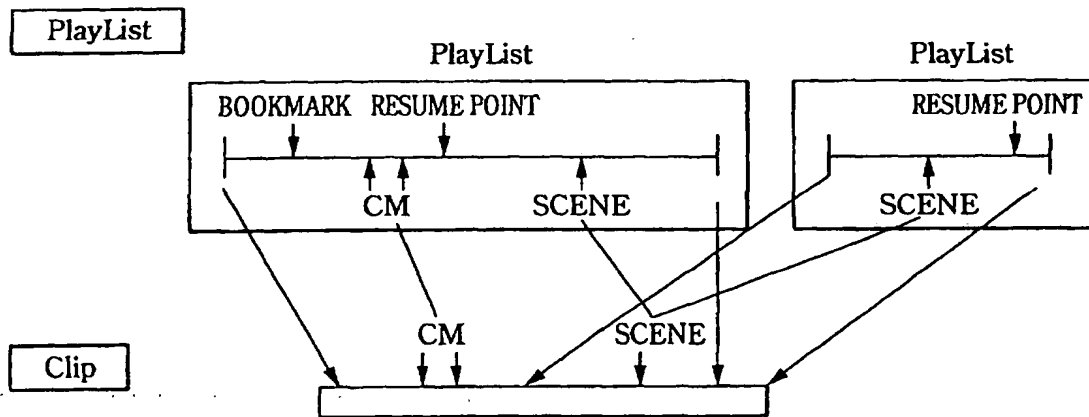 PlayList
PlayList PlayList
BOOKMARK RESUME POINT RESUME POINT
CM SCENE SCENE
CM SCENE
Clip